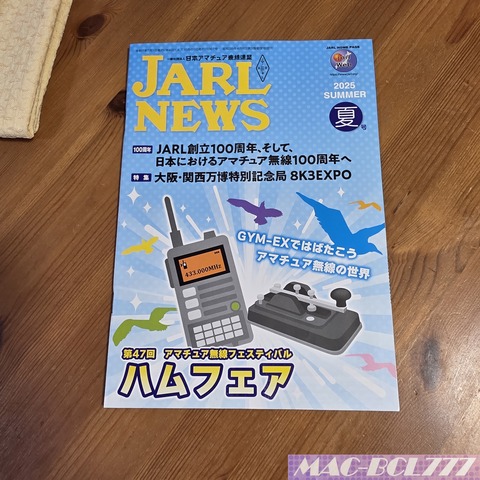 一般社団法人 日本アマチュア無線連盟
JARL NEWS
JARL HOME PAGE
2025
SUMMER
夏号
100周年 JARL創立100周年、そして、
日本におけるアマチュア無線100周年へ
特集 大阪・関西万博特別記念局 8K3EXPO
GYM-EXではばたこう
アマチュア無線の世界
433.000MHz
第47回 アマチュア無線フェスティバル
ハムフェア
MAC-BCL777